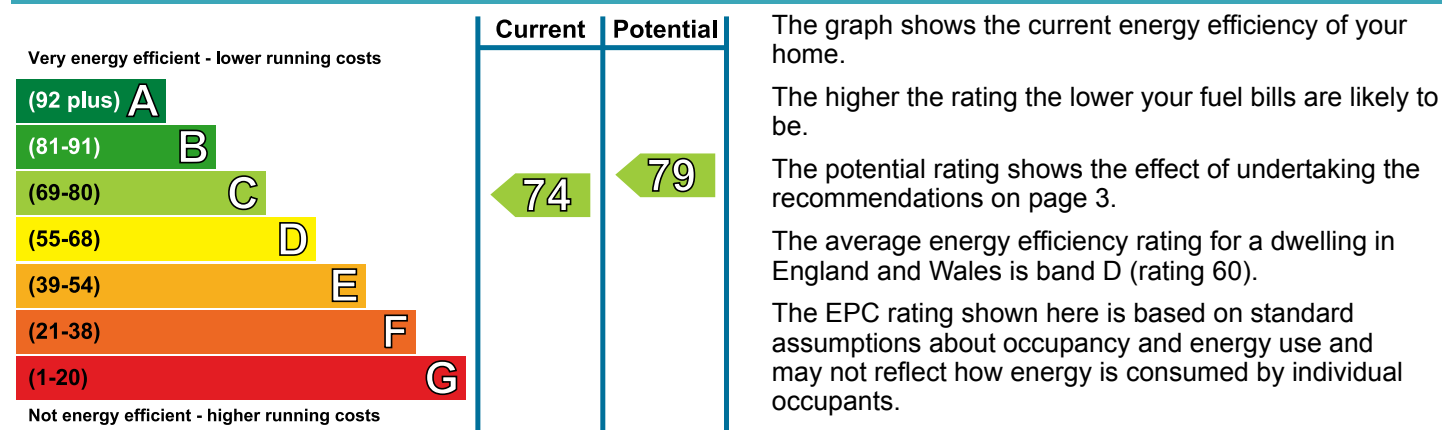 Current Potential
Very energy efficient - lower running costs
(92 plus) A
(81-91) B
(69-80) C
(55-68) D
(39-54) E
(21-38) F
(1-20) G
Not energy efficient - higher running costs
74
79
The graph shows the current energy efficiency of your
home.
The higher the rating the lower your fuel bills are likely to
be.
The potential rating shows the effect of undertaking the
recommendations on page 3.
The average energy efficiency rating for a dwelling in
England and Wales is band D (rating 60).
The EPC rating shown here is based on standard
assumptions about occupancy and energy use and
may not reflect how energy is consumed by individual
occupants.